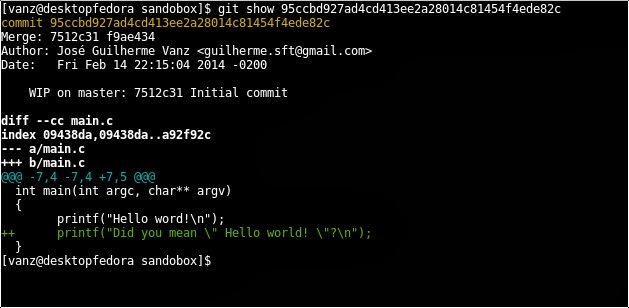 [vanz@desktopfedora sandobox]$ git show 95ccbd927ad4cd413ee2a28014c81454f4ede82c
commit 95ccbd927ad4cd413ee2a28014c81454f4ede82c
Merge: 7512c31 f9ae434
Author: José Guilherme Vanz <guilherme.sft@gmail.com>
Date:   Fri Feb 14 22:15:04 2014 -0200

    WIP on master: 7512c31 Initial commit

diff --cc main.c
index 09438da,09438da..a92f92c
--- a/main.c
+++ b/main.c
@@@ -7,4 -7,4 +7,5 @@@
  int main(int argc, char** argv)
  {
        printf("Hello word!\n");
++      printf("Did you mean \" Hello world! \"?\n");
  }
[vanz@desktopfedora sandobox]$